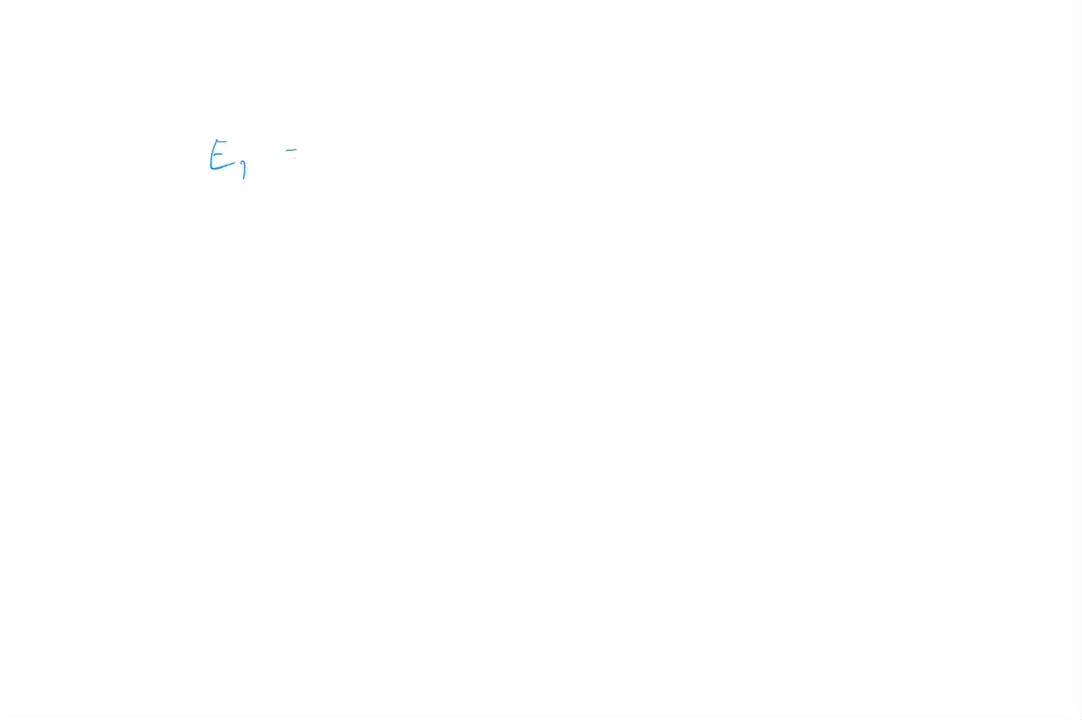 E₁ =